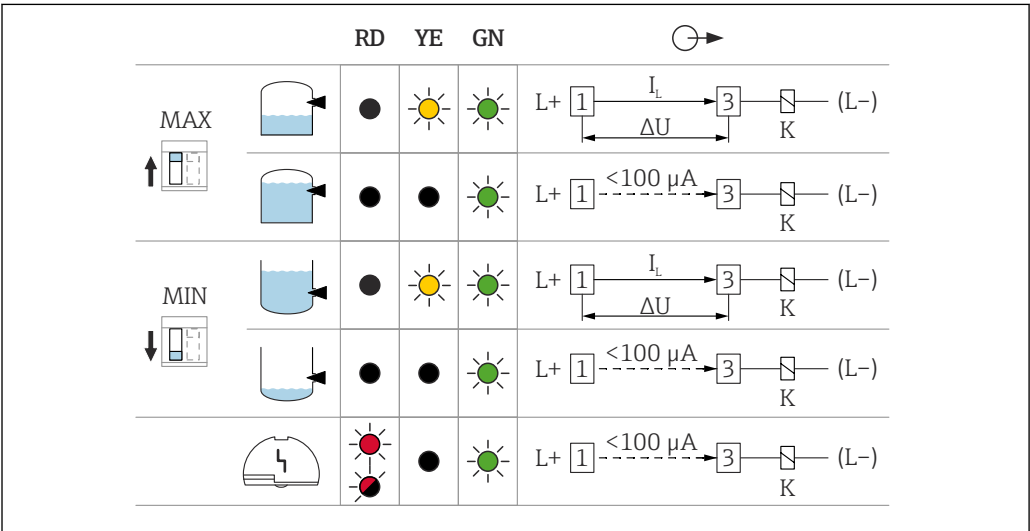 RD YE GN
MAX
L+ 1 I_L 3 (L–)
ΔU K
L+ 1 <100 µA 3 (L–)
K
MIN
L+ 1 I_L 3 (L–)
ΔU K
L+ 1 <100 µA 3 (L–)
K
L+ 1 <100 µA 3 (L–)
K